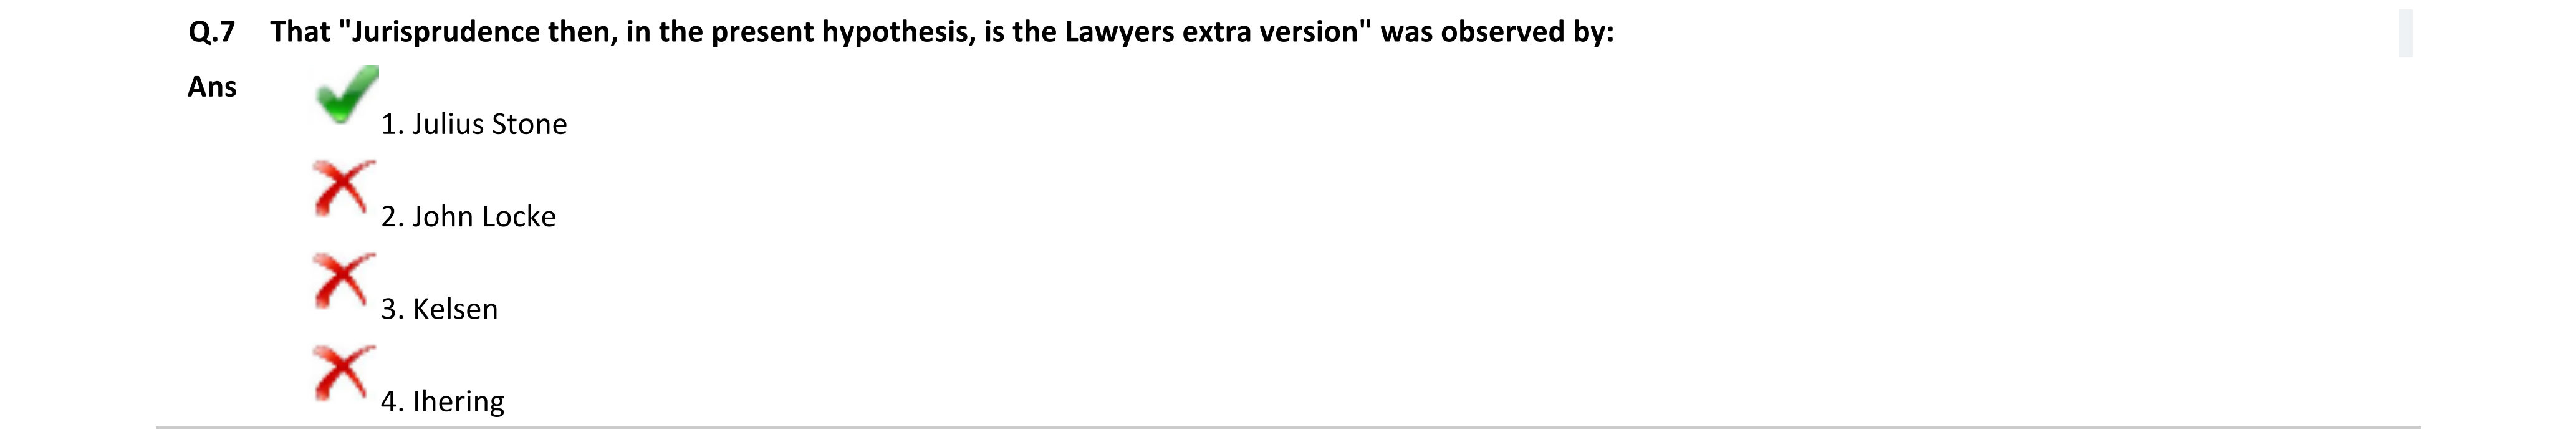 Q.7 That "Jurisprudence then, in the present hypothesis, is the Lawyers extra version" was observed by:
Ans
1. Julius Stone
2. John Locke
3. Kelsen
4. Ihering